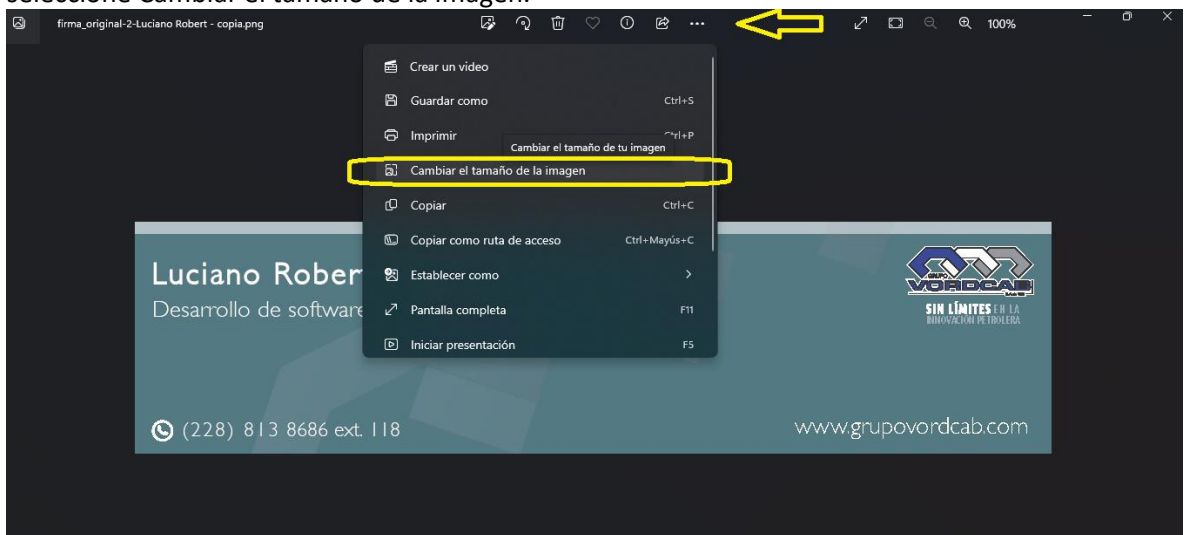 seleccione Cambiar el tamaño de la imagen.
firma_original-2-Luciano Robert - copia.png
100%
Crear un video
Guardar como Ctrl+S
Imprimir Ctrl+P
Cambiar el tamaño de tu imagen
Cambiar el tamaño de la imagen
Copiar Ctrl+C
Copiar como ruta de acceso Ctrl+Mayús+C
Establecer como
Pantalla completa F11
Iniciar presentación F5
Luciano Rober
Desarrollo de software
GRUPO
VORDCAB
SIN LÍMITES EN LA
INNOVACIÓN PETROLERA
(228) 813 8686 ext. 118
www.grupovordcab.com